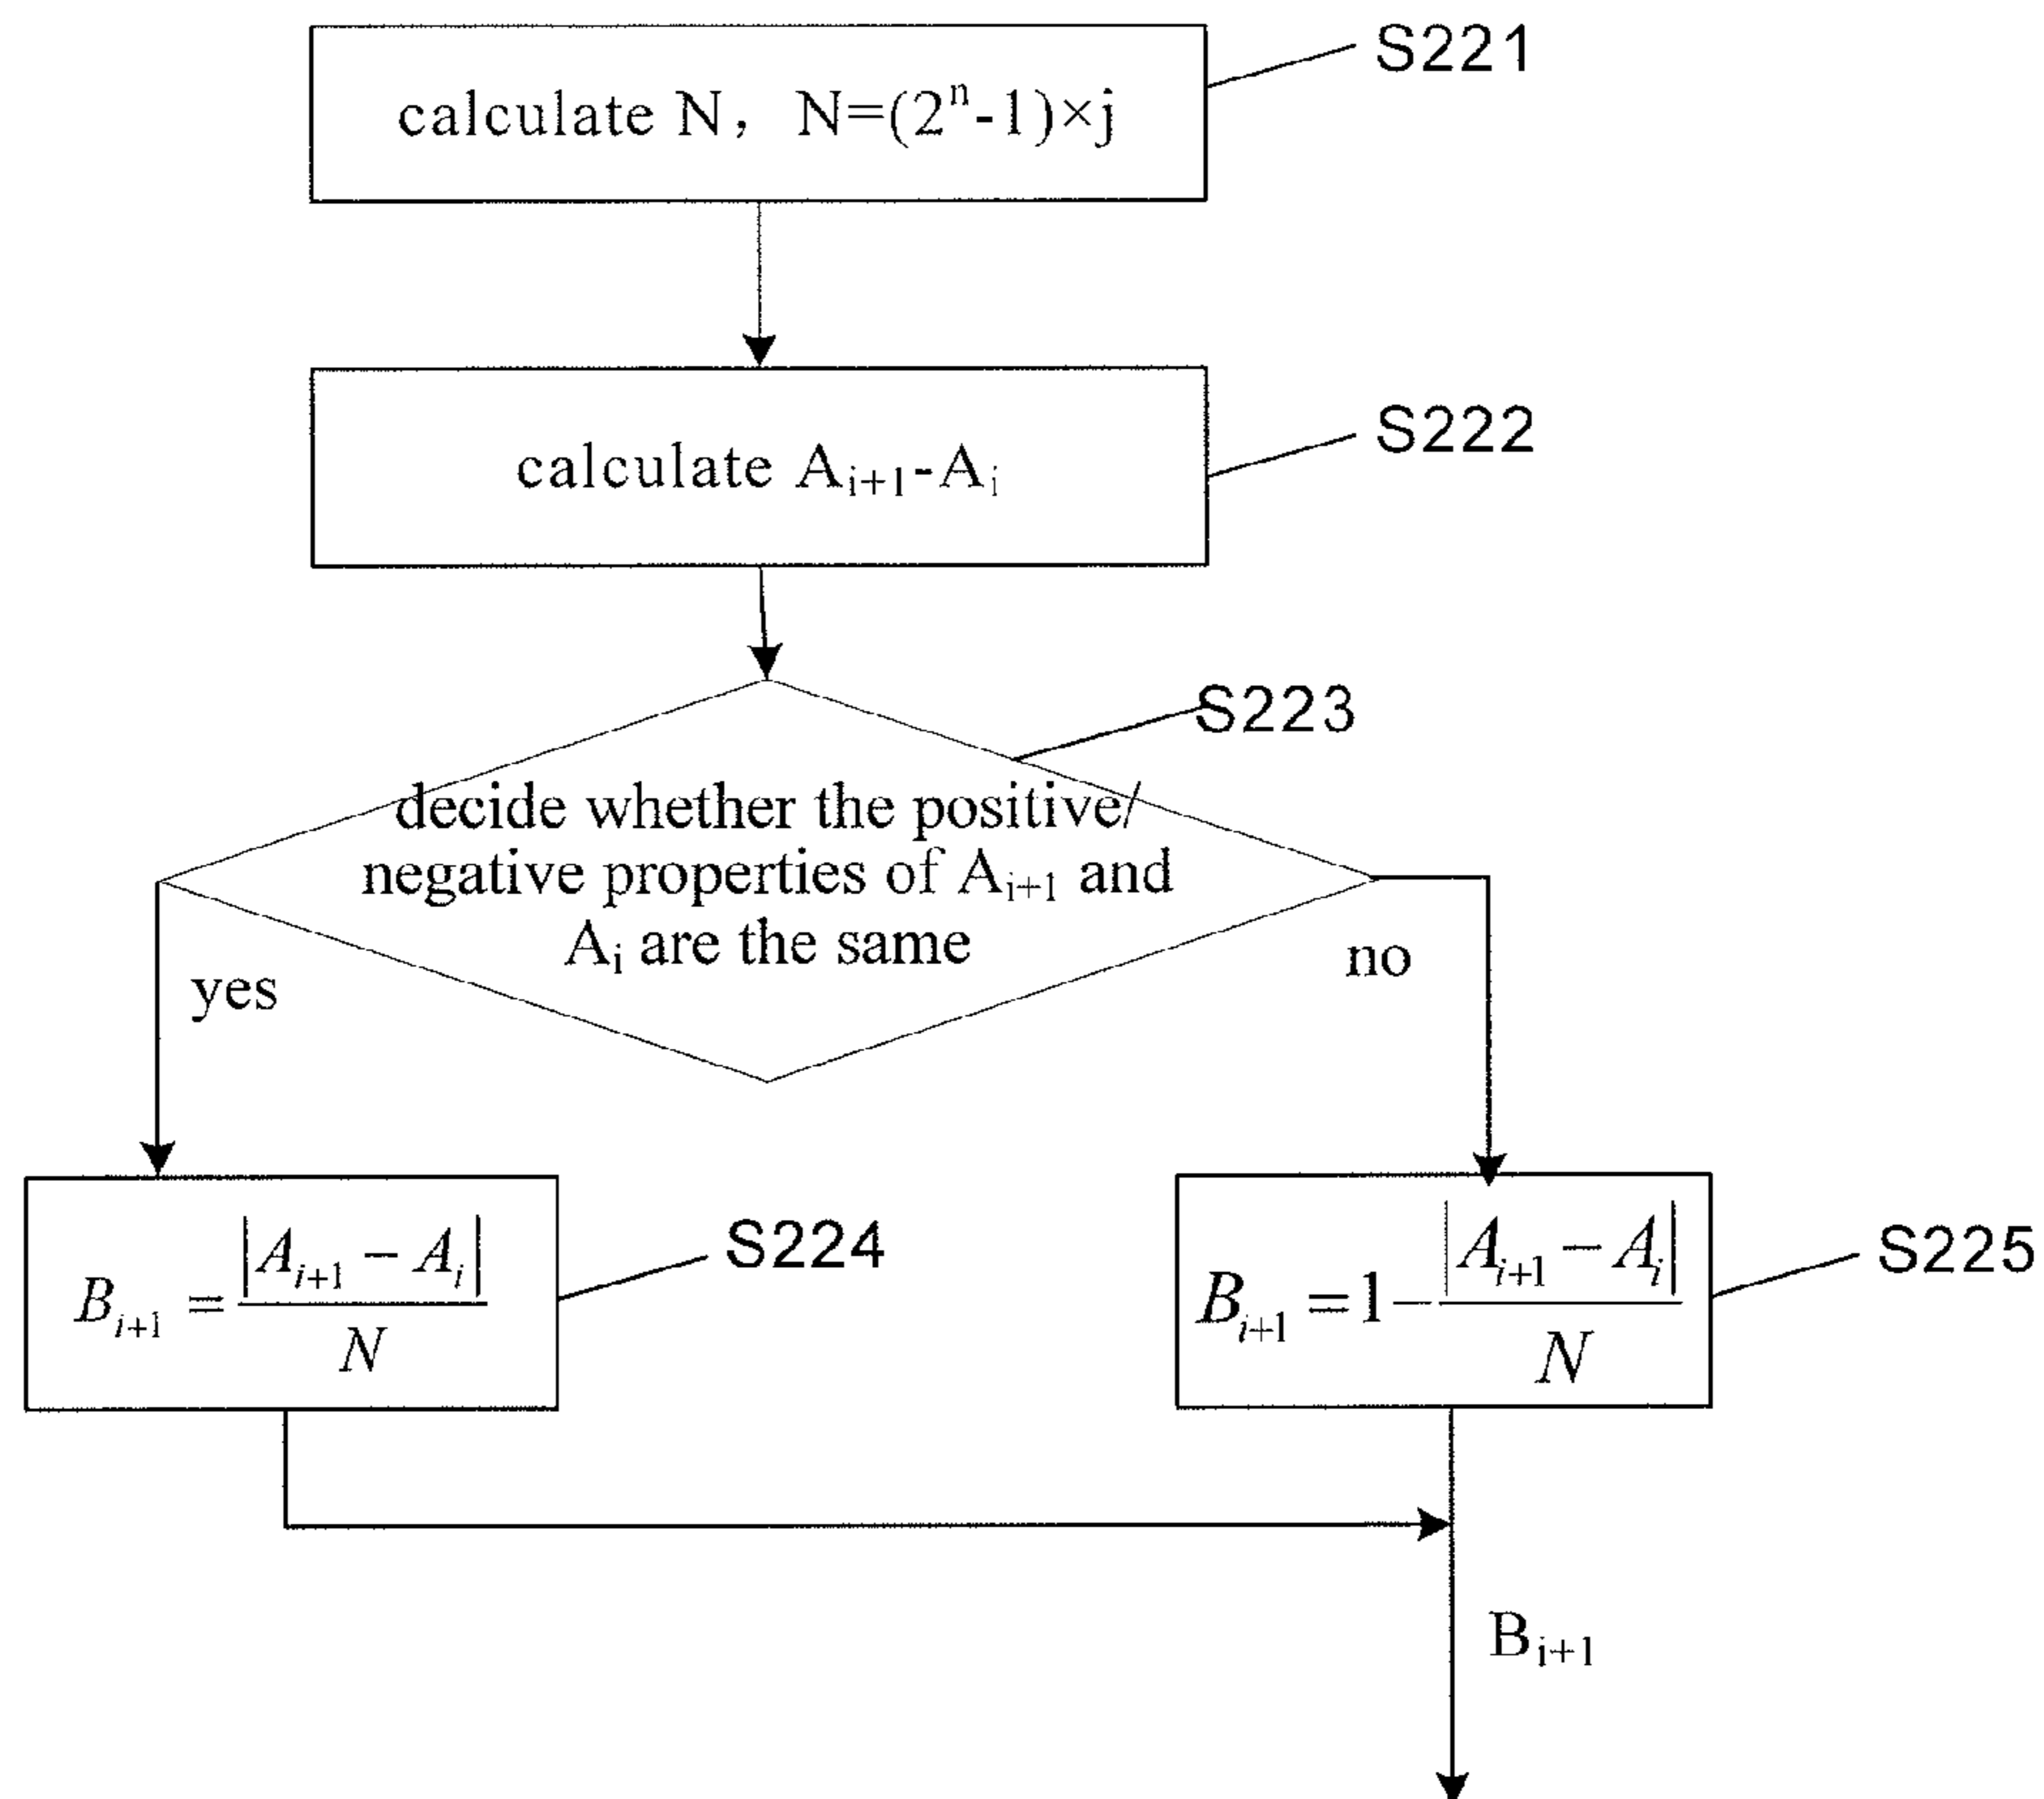 S221
calculate N, N=(2ⁿ-1)×j
S222
calculate Aᵢ₊₁-Aᵢ
S223
decide whether the positive/
negative properties of Aᵢ₊₁ and
Aᵢ are the same
yes
no
Bᵢ₊₁ = |Aᵢ₊₁ − Aᵢ| / N
S224
Bᵢ₊₁ = 1 − |Aᵢ₊₁ − Aᵢ| / N
S225
Bᵢ₊₁